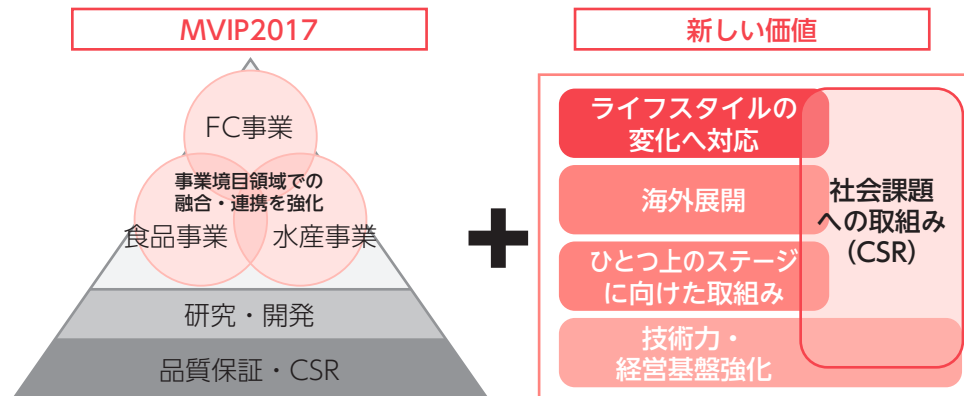 MVIP2017
FC事業
事業境目領域での
融合・連携を強化
食品事業
水産事業
研究・開発
品質保証・CSR
+
新しい価値
ライフスタイルの
変化へ対応
海外展開
ひとつ上のステージ
に向けた取組み
技術力・
経営基盤強化
社会課題
への取組み
(CSR)